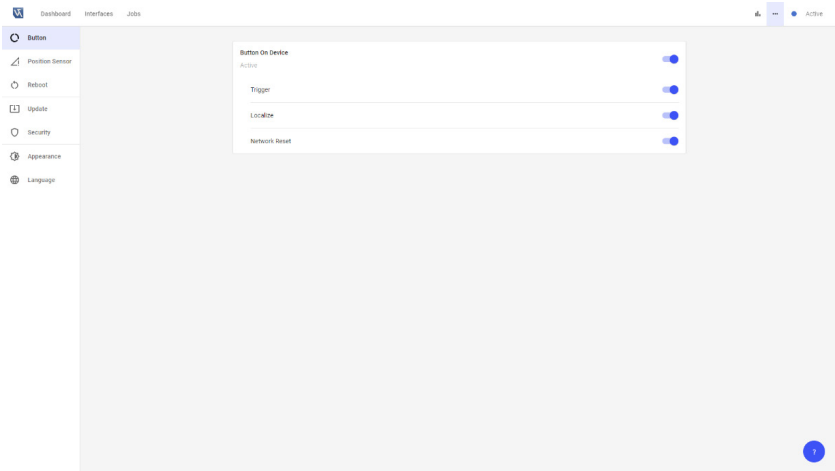 Dashboard Interfaces Jobs Active
Button
Position Sensor
Reboot
Update
Security
Appearance
Language
Button On Device
Active
Trigger
Localize
Network Reset
?